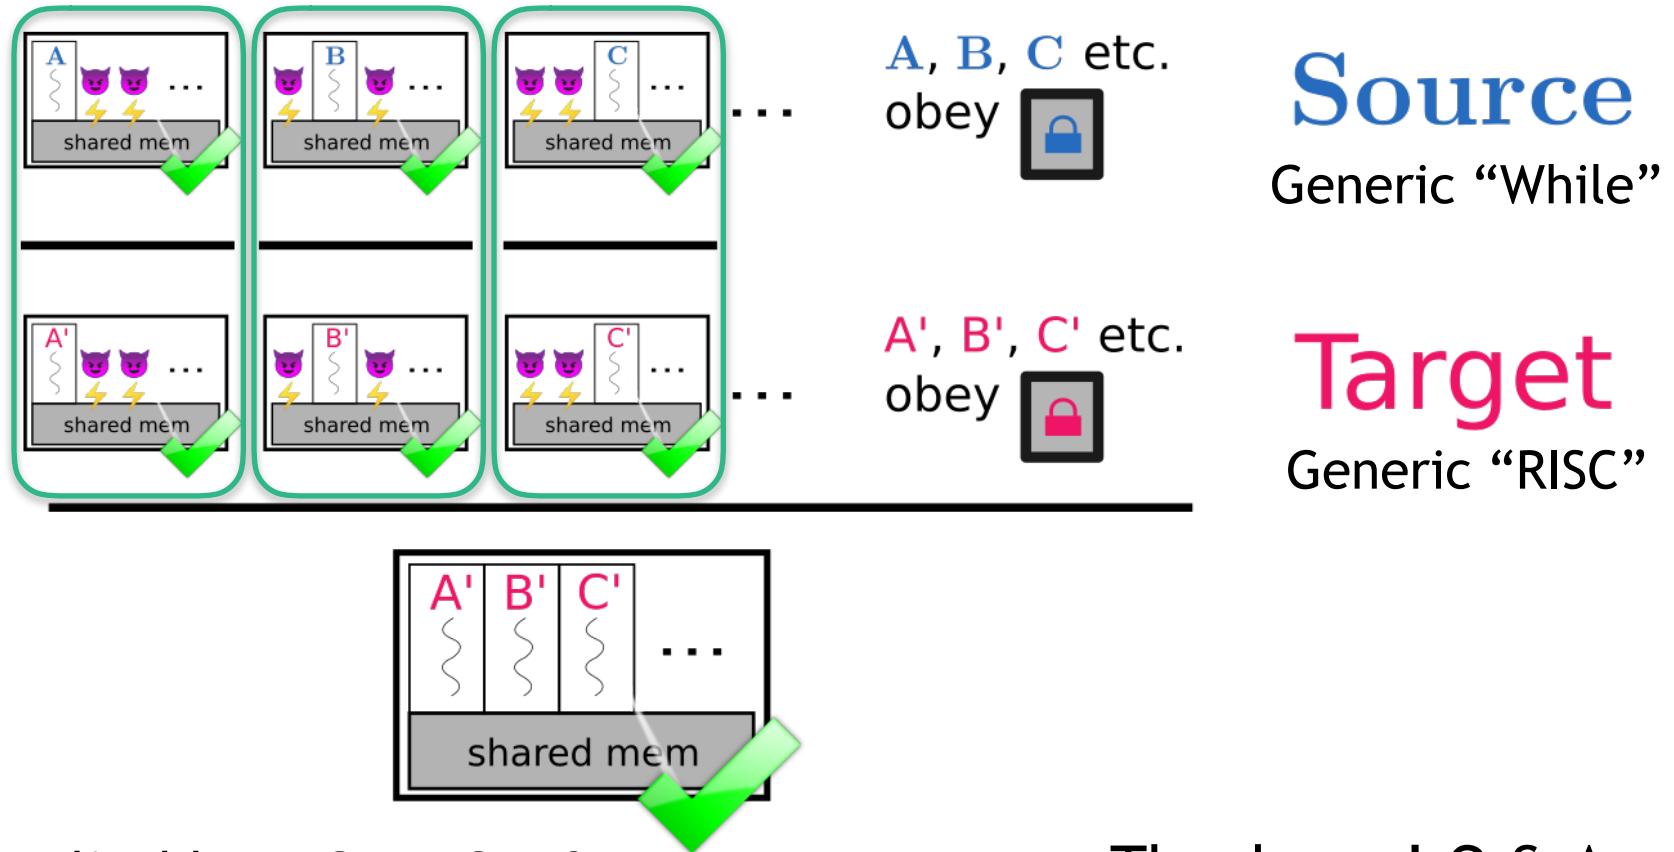 A
B
C
...
...
...
shared mem
shared mem
shared mem
...
A, B, C etc.
obey
Source
Generic “While”
A'
B'
C'
...
...
...
shared mem
shared mem
shared mem
...
A', B', C' etc.
obey
Target
Generic “RISC”
A'
B'
C'
...
shared mem